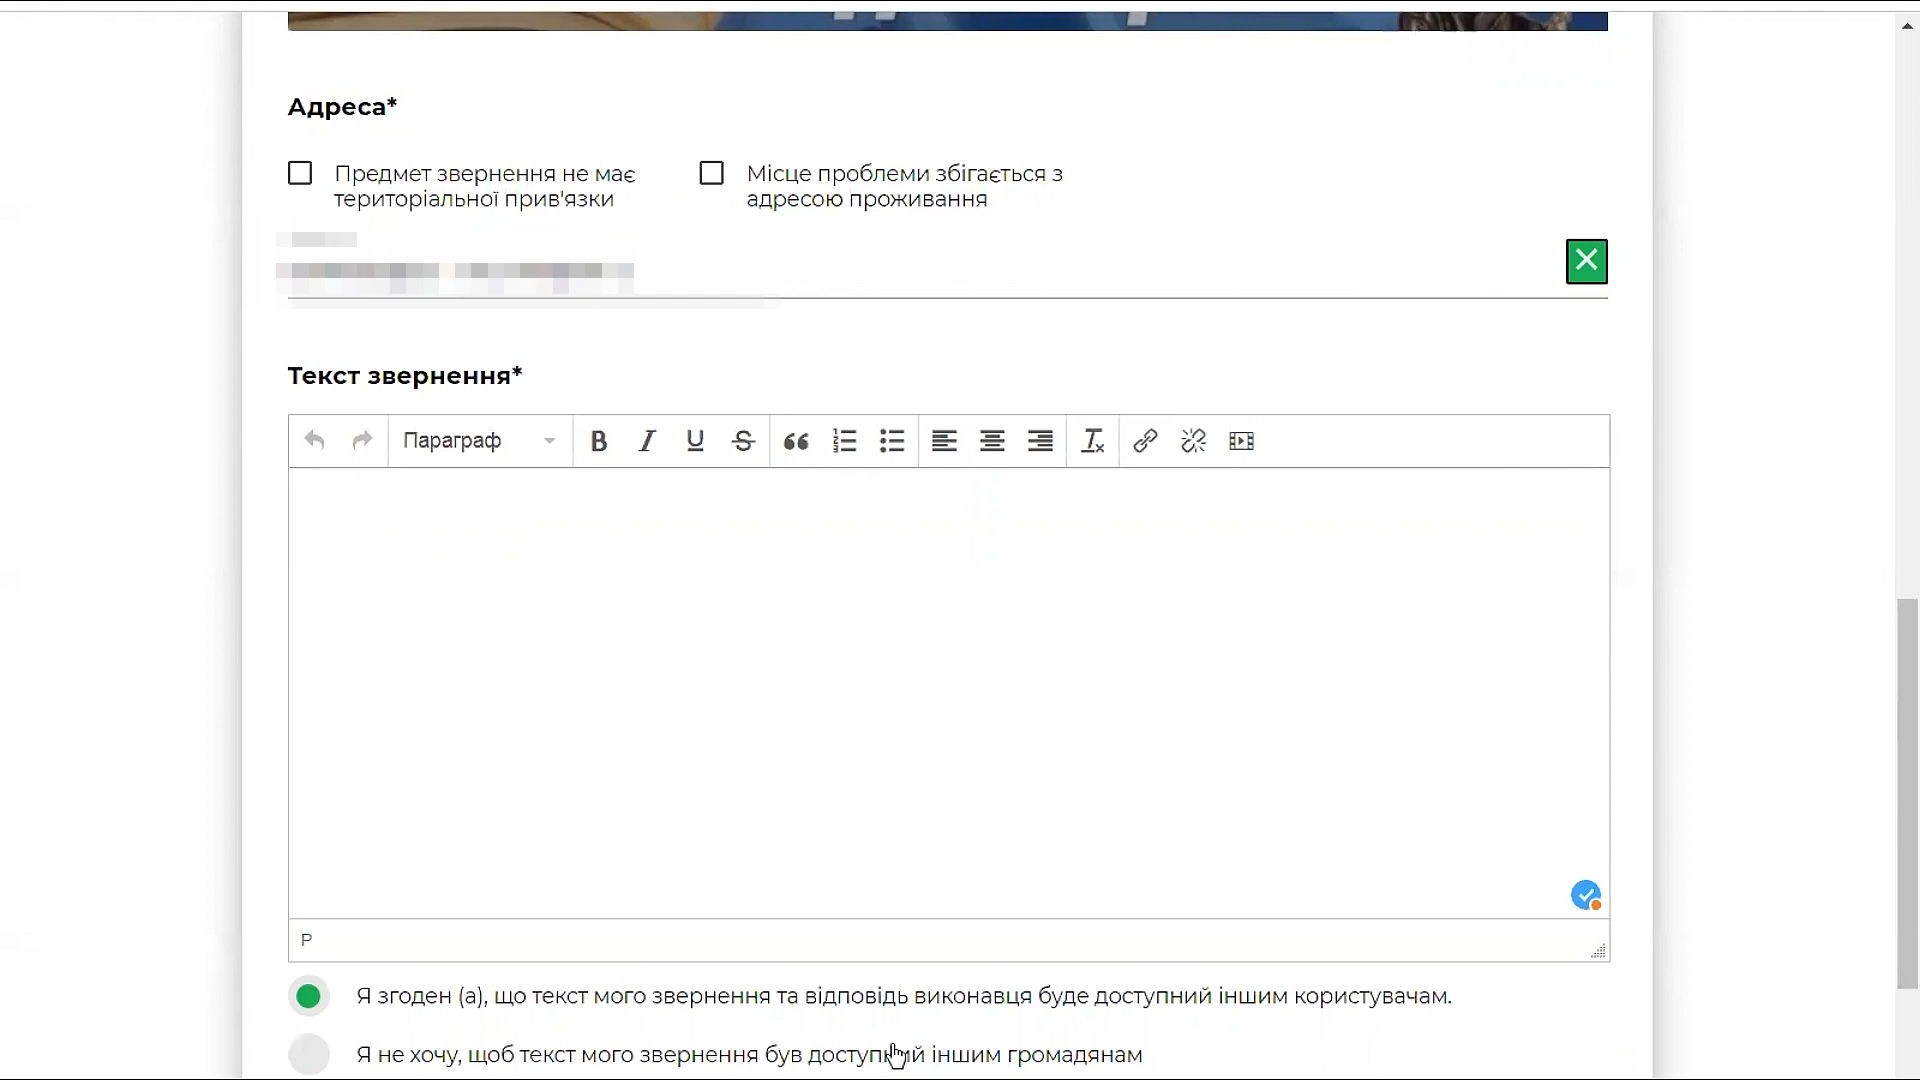 Адреса*
Предмет звернення не має
територіальної прив'язки
Місце проблеми збігається з
адресою проживання
Текст звернення*
Параграф
P
Я згоден (а), що текст мого звернення та відповідь виконавця буде доступний іншим користувачам.
Я не хочу, щоб текст мого звернення був доступний іншим громадянам